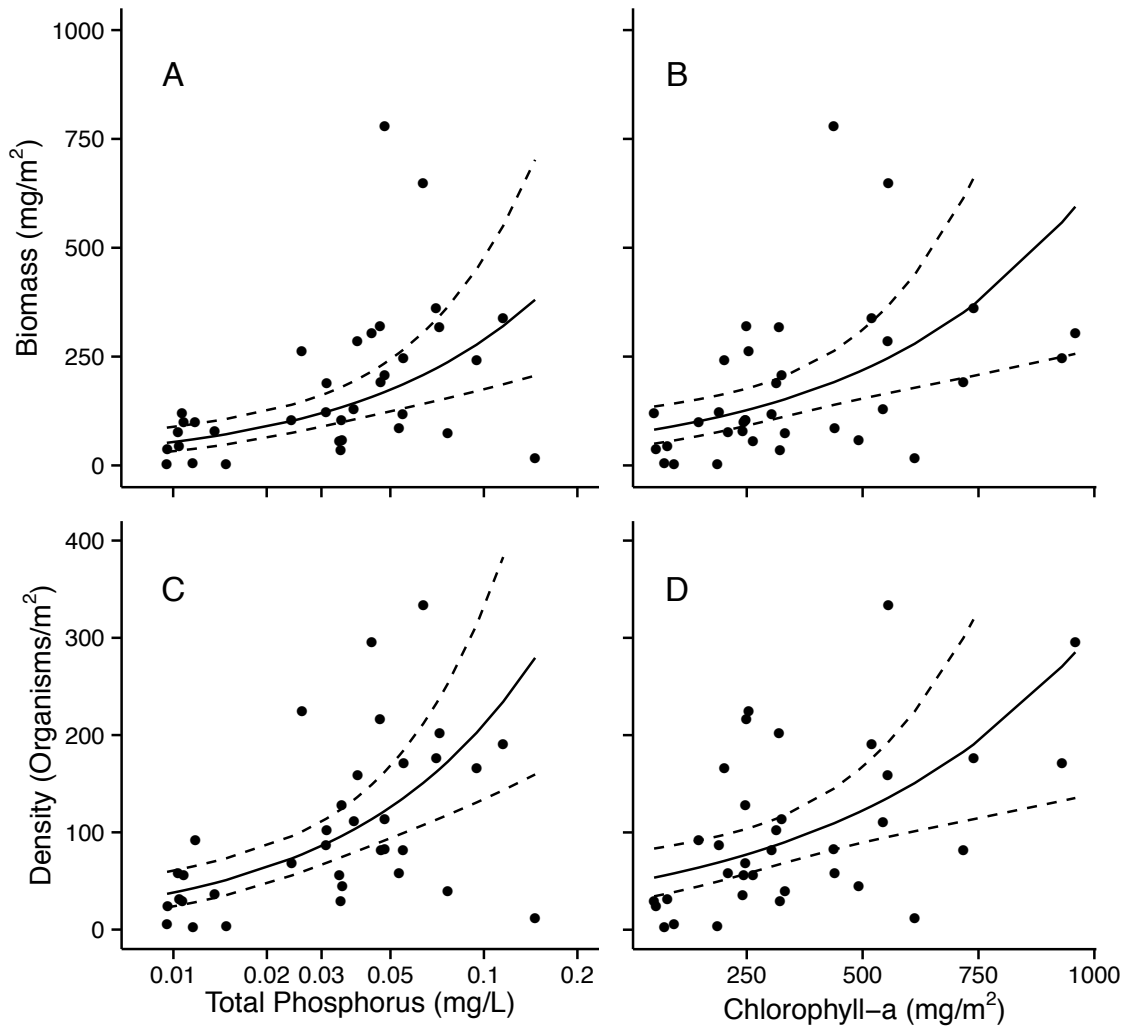 A
B
Biomass (mg/m²)
1000
750
500
250
0
C
D
Density (Organisms/m²)
400
300
200
100
0
0.01 0.02 0.03 0.05 0.1 0.2
250 500 750 1000
Total Phosphorus (mg/L)
Chlorophyll−a (mg/m²)